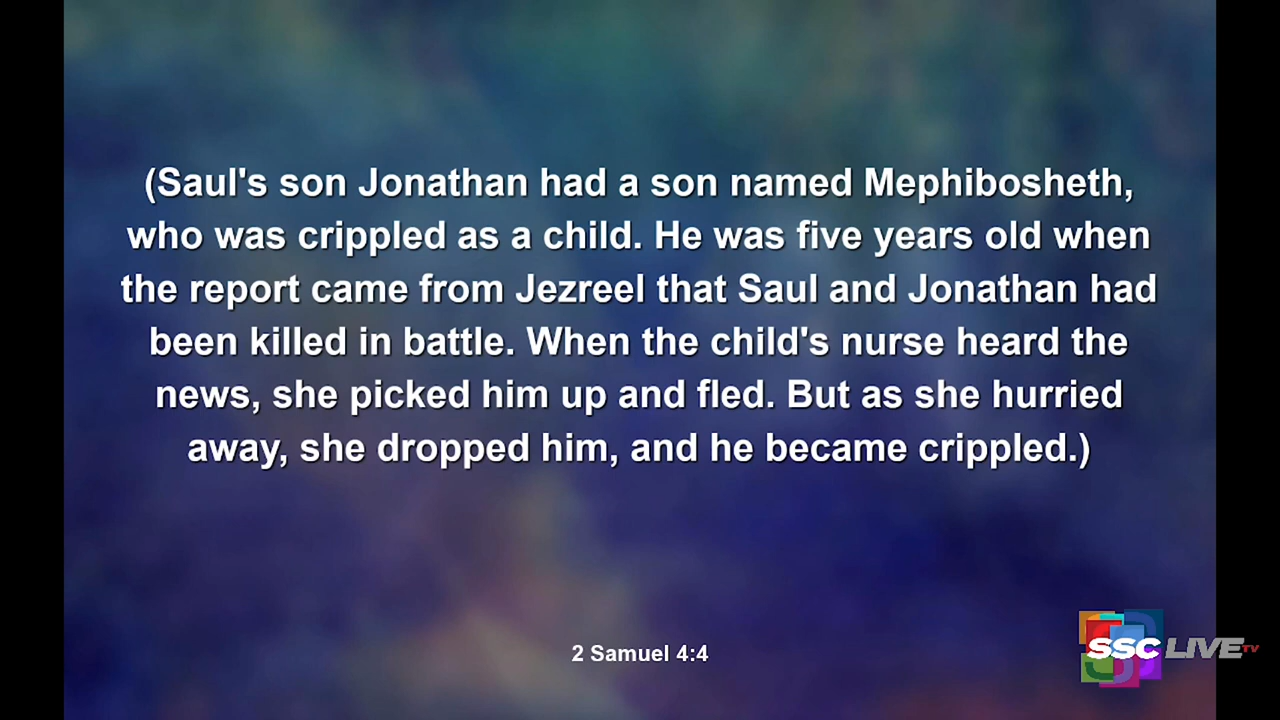 (Saul's son Jonathan had a son named Mephibosheth,
who was crippled as a child. He was five years old when
the report came from Jezreel that Saul and Jonathan had
been killed in battle. When the child's nurse heard the
news, she picked him up and fled. But as she hurried
away, she dropped him, and he became crippled.)
2 Samuel 4:4
SSC LIVE TV